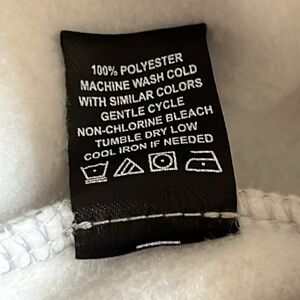 100% POLYESTER
MACHINE WASH COLD
WITH SIMILAR COLORS
GENTLE CYCLE
NON-CHLORINE BLEACH
TUMBLE DRY LOW
COOL IRON IF NEEDED